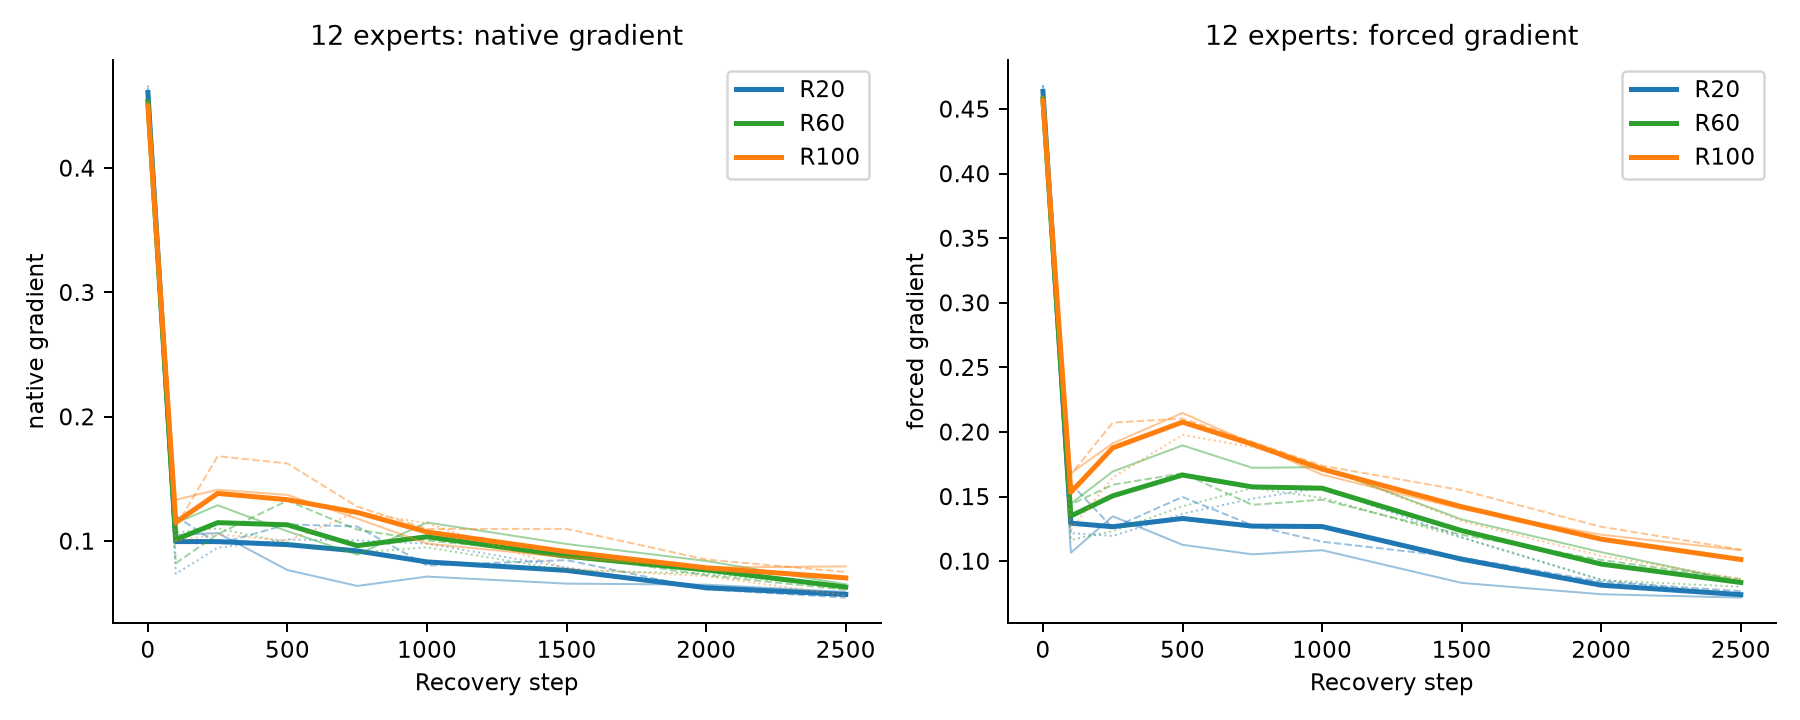 12 experts: native gradient
R20
R60
R100
0.4
0.3
0.2
0.1
native gradient
0 500 1000 1500 2000 2500
Recovery step
12 experts: forced gradient
R20
R60
R100
0.45
0.40
0.35
0.30
0.25
0.20
0.15
0.10
forced gradient
0 500 1000 1500 2000 2500
Recovery step